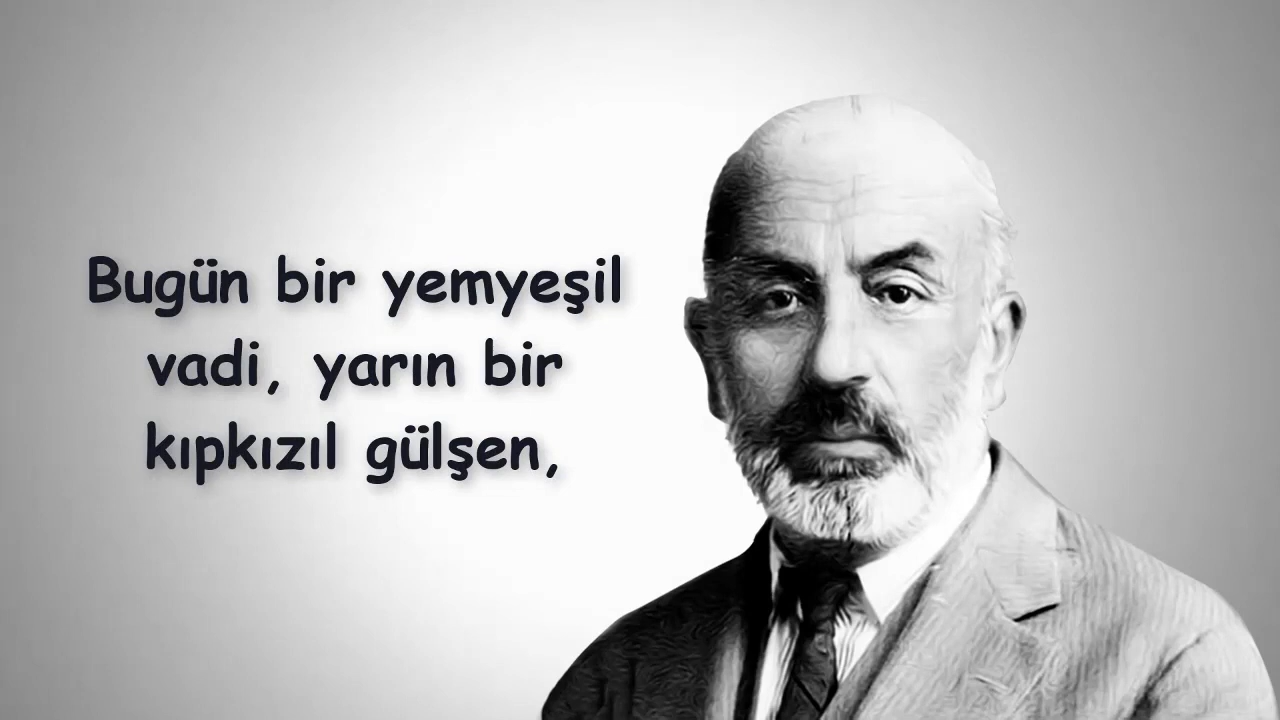 Bugün bir yemyeşil
vadi, yarın bir
kıpkızıl gülşen,